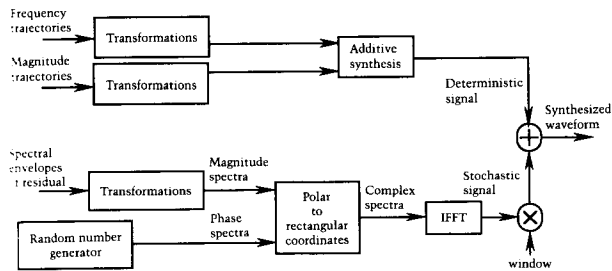 Frequency
trajectories
Transformations
Magnitude
trajectories
Transformations
Additive
synthesis
Deterministic
signal
Synthesized
waveform
+
Spectral
envelopes
residual
Transformations
Magnitude
spectra
Random number
generator
Phase
spectra
Polar
to
rectangular
coordinates
Complex
spectra
IFFT
Stochastic
signal
×
window